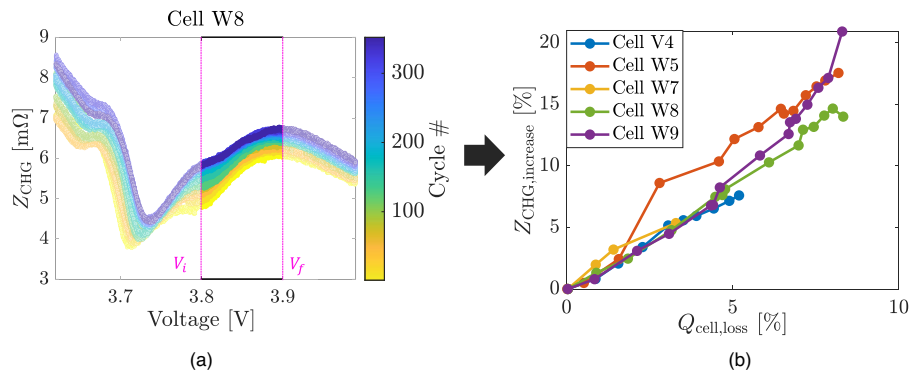 Cell W8
9
8
7
6
5
4
3
Z_CHG [mΩ]
3.7
3.8
3.9
Voltage [V]
V_i
V_f
300
200
100
Cycle #
(a)
20
15
10
5
0
Z_CHG,increase [%]
Cell V4
Cell W5
Cell W7
Cell W8
Cell W9
0
5
10
Q_cell,loss [%]
(b)